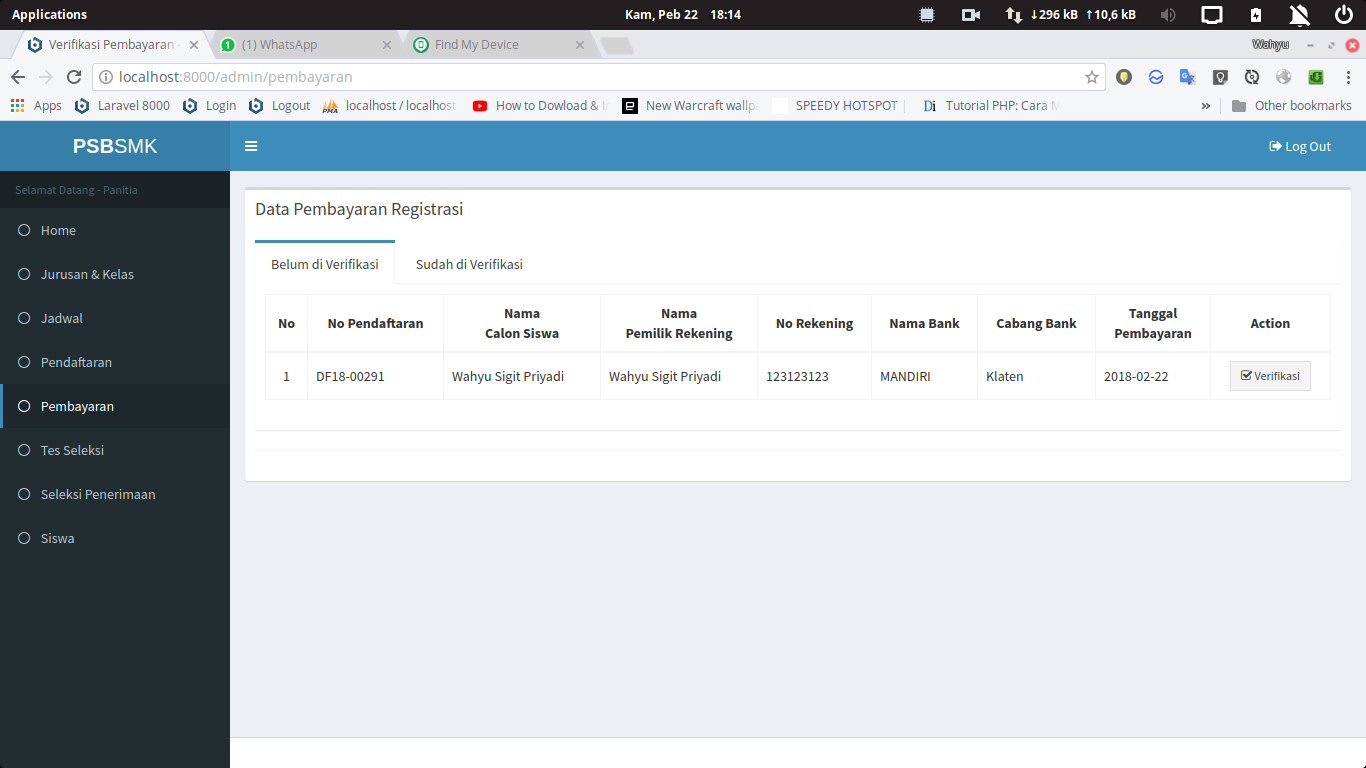 Applications
Kam, Peb 22 18:14
↓296 kB ↑10,6 kB
Verifikasi Pembayaran
(1) WhatsApp
Find My Device
Wahyu
localhost:8000/admin/pembayaran
Apps
Laravel 8000
Login
Logout
localhost / localhost
How to Dowload &
New Warcraft wallp
SPEEDY HOTSPOT |
Tutorial PHP: Cara
»
Other bookmarks
PSBSMK
Log Out
Selamat Datang - Panitia
Home
Jurusan & Kelas
Jadwal
Pendaftaran
Pembayaran
Tes Seleksi
Seleksi Penerimaan
Siswa
Data Pembayaran Registrasi
Belum di Verifikasi
Sudah di Verifikasi
No
No Pendaftaran
Nama
Calon Siswa
Nama
Pemilik Rekening
No Rekening
Nama Bank
Cabang Bank
Tanggal
Pembayaran
Action
1
DF18-00291
Wahyu Sigit Priyadi
Wahyu Sigit Priyadi
123123123
MANDIRI
Klaten
2018-02-22
Verifikasi